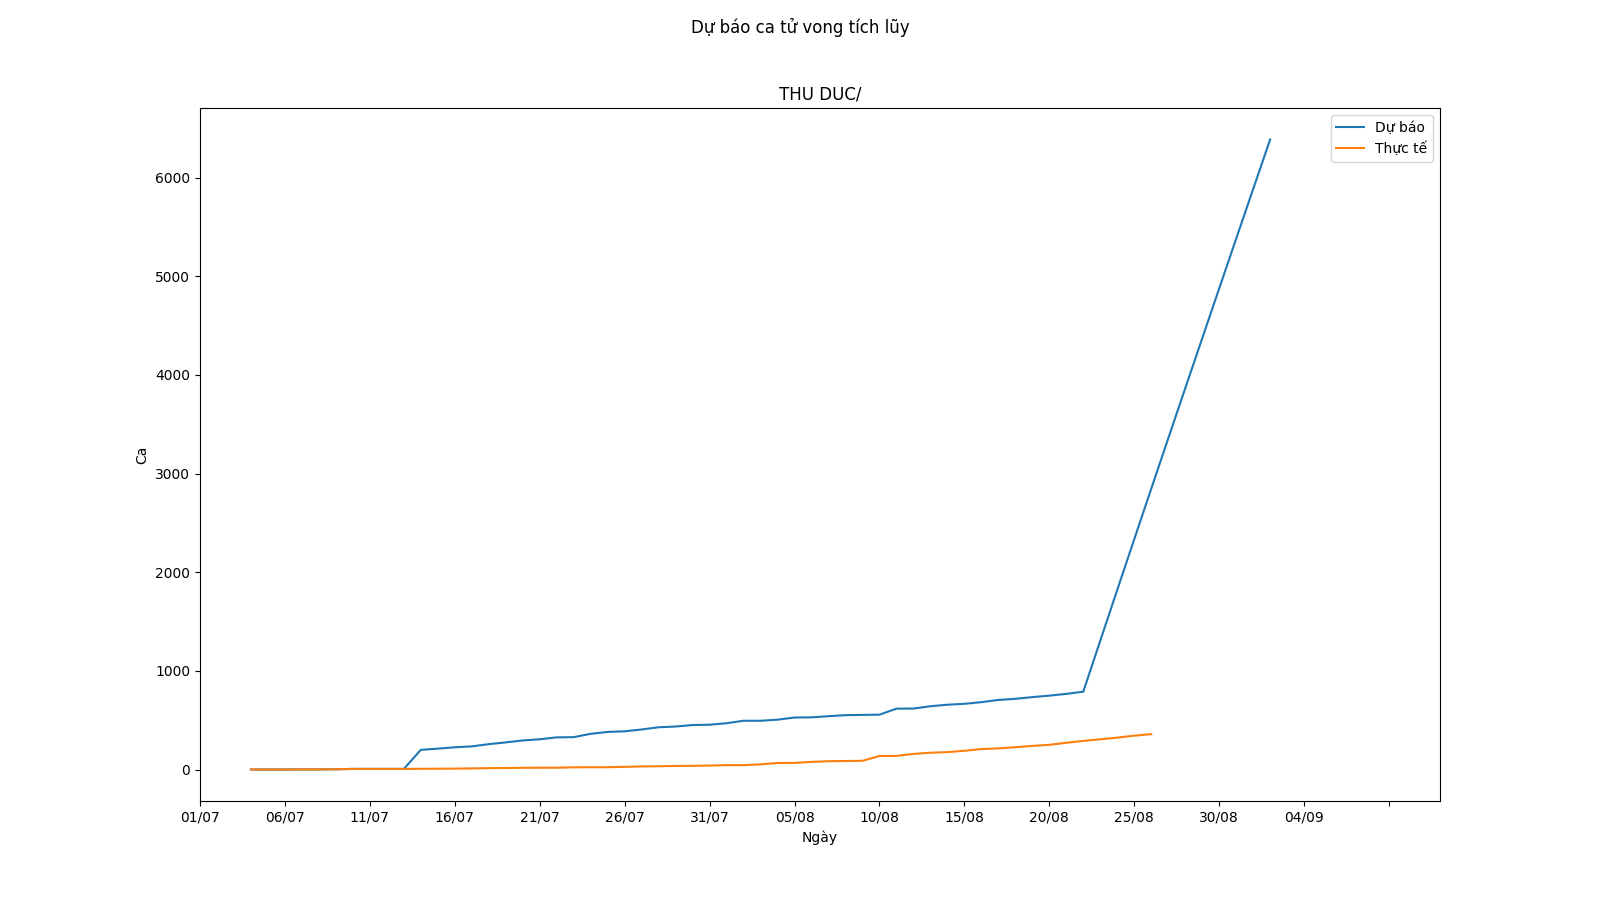 Dự báo ca tử vong tích lũy
THU DUC/
Dự báo
Thực tế
6000
5000
4000
3000
2000
1000
0
Ca
01/07 06/07 11/07 16/07 21/07 26/07 31/07 05/08 10/08 15/08 20/08 25/08 30/08 04/09
Ngày